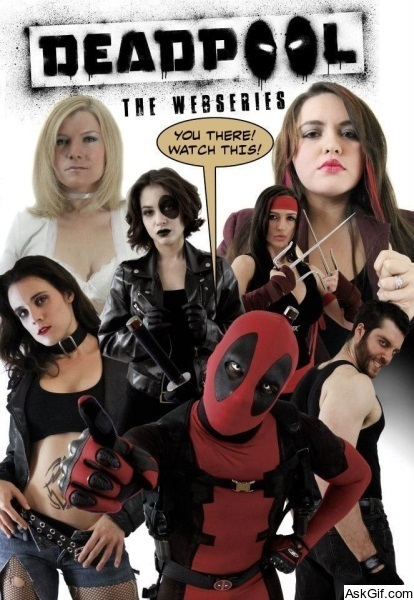 DEADPOOL
THE WEBSERIES
YOU THERE!
WATCH THIS!
AskGif.com